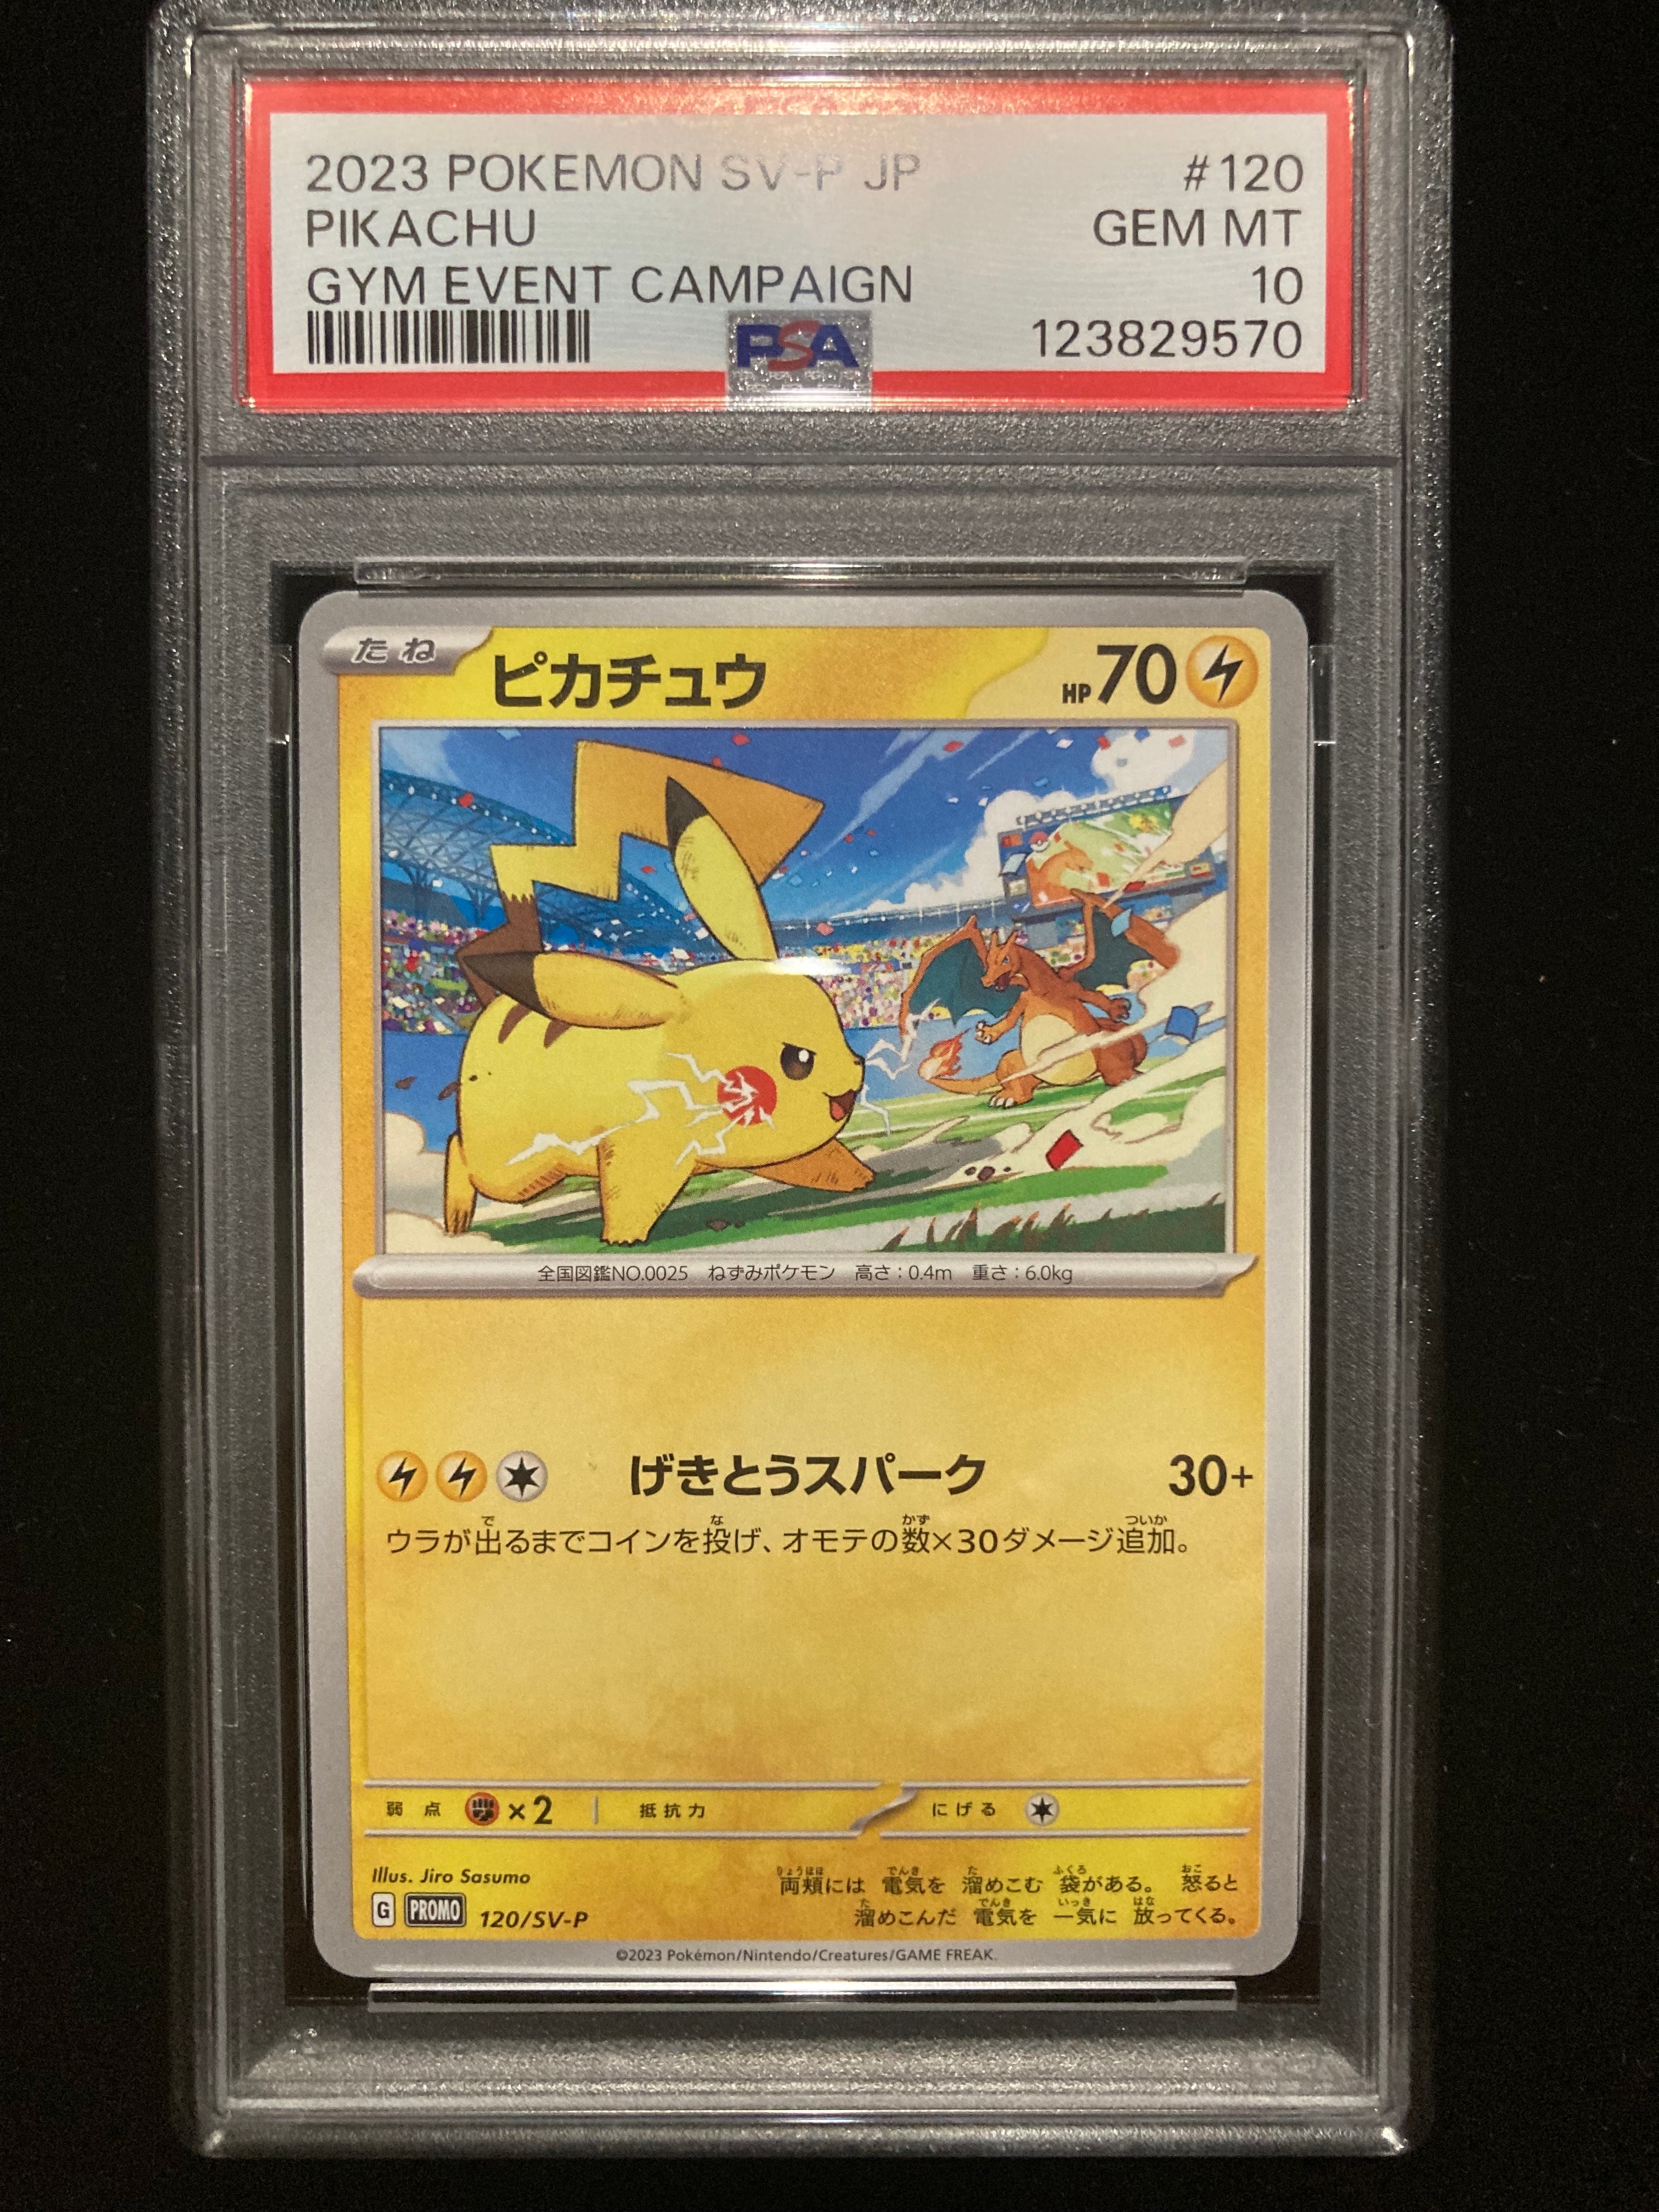 2023 POKEMON SV-P JP #120
PIKACHU GEM MT
GYM EVENT CAMPAIGN 10
PSA 123829570
たね ピカチュウ HP70
全国図鑑NO.0025 ねずみポケモン 高さ:0.4m 重さ:6.0kg
げきとうスパーク 30+
ウラが出るまでコインを投げ、オモテの数×30ダメージ追加。
弱点 ×2 抵抗力 にげる
Illus. Jiro Sasumo
両頬には 電気を 溜めこむ 袋がある。 怒ると
溜めこんだ 電気を 一気に 放ってくる。
G PROMO 120/SV-P
©2023 Pokémon/Nintendo/Creatures/GAME FREAK.